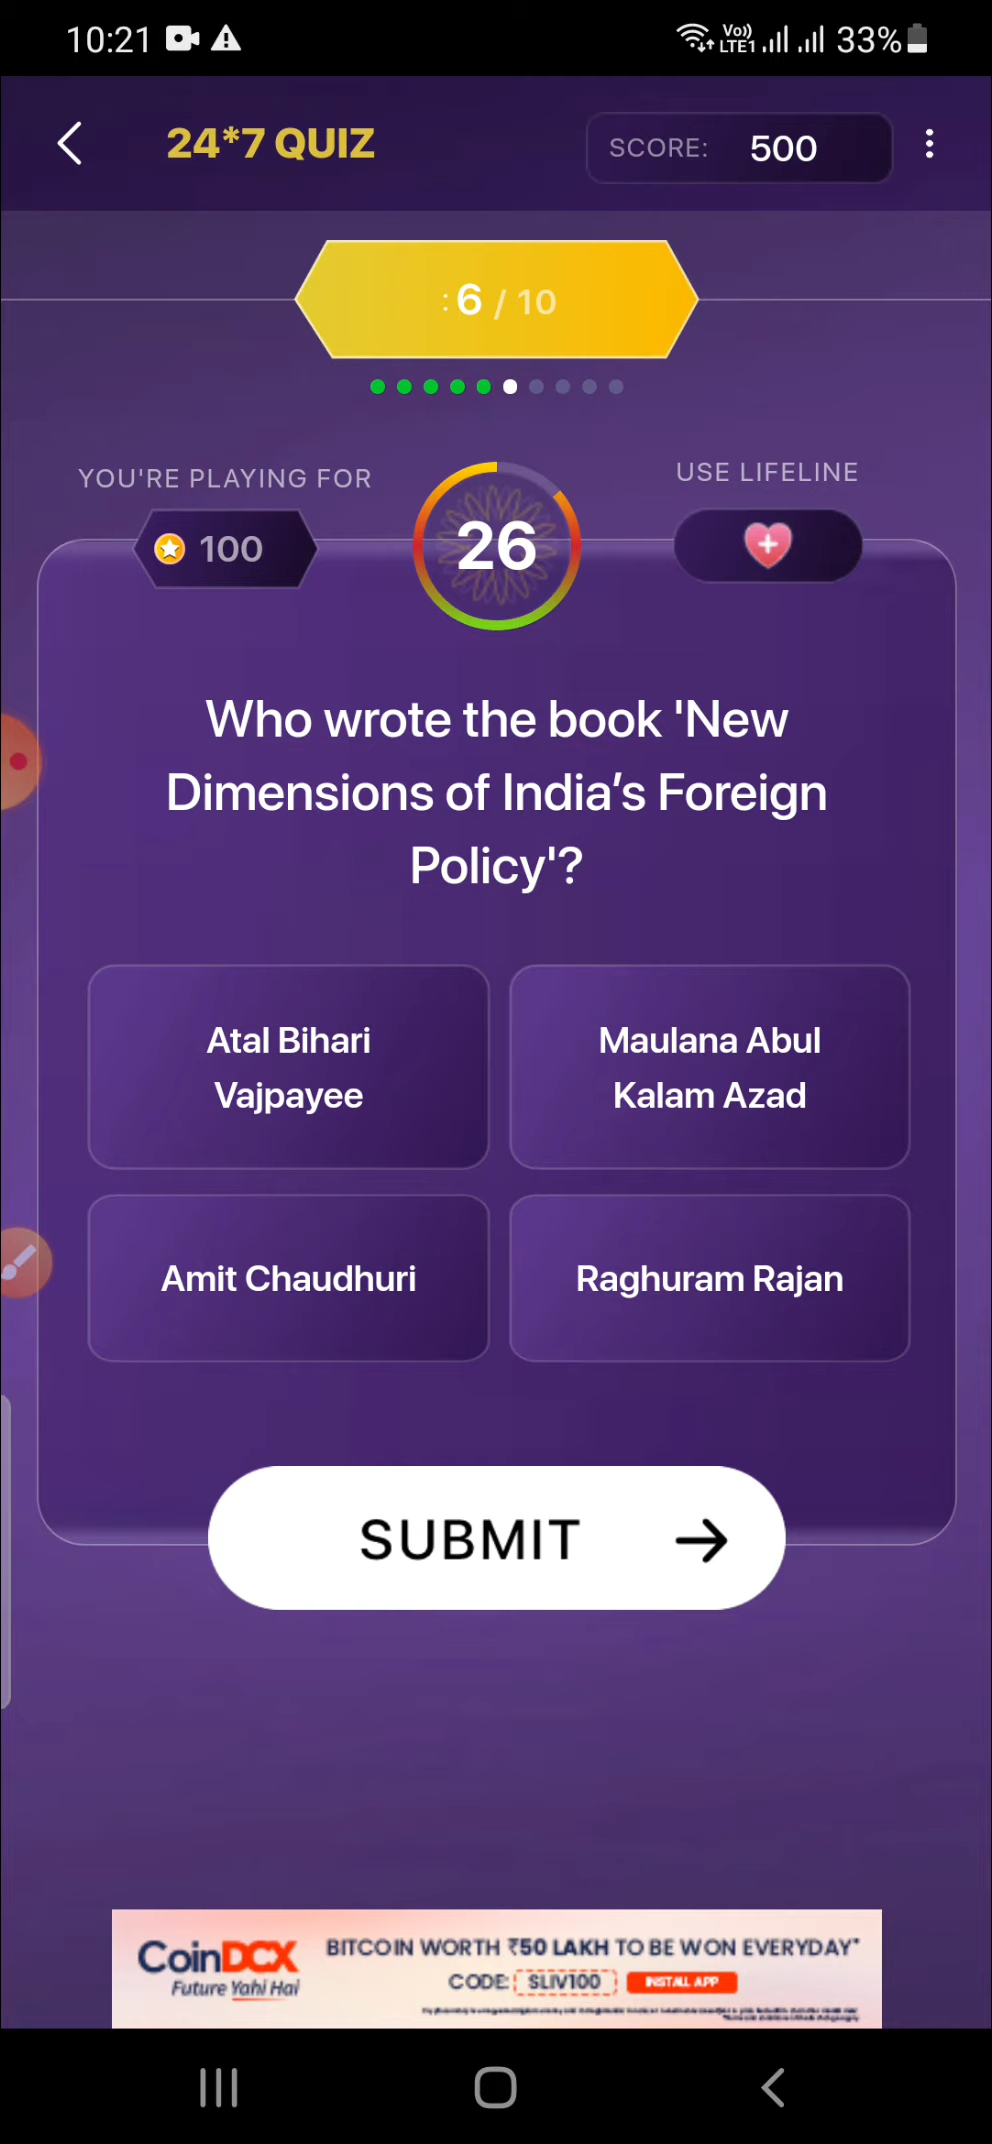 10:21 Vo)) LTE1 33%
24*7 QUIZ SCORE: 500
: 6 / 10
YOU'RE PLAYING FOR USE LIFELINE
100 26
Who wrote the book 'New
Dimensions of India’s Foreign
Policy'?
Atal Bihari
Vajpayee
Maulana Abul
Kalam Azad
Amit Chaudhuri
Raghuram Rajan
SUBMIT
CoinDCX
Future Yahi Hai
BITCOIN WORTH ₹50 LAKH TO BE WON EVERYDAY*
CODE: SLIV100 INSTALL APP